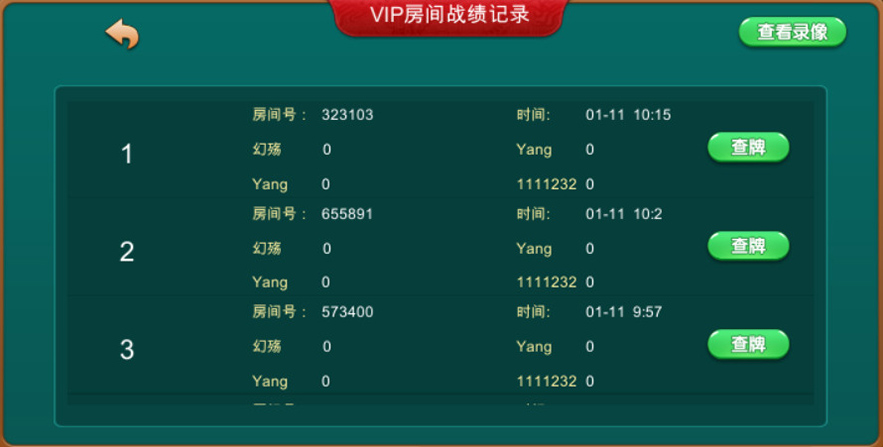 VIP房间战绩记录
查看录像
房间号： 323103 时间: 01-11 10:15
1
幻殇 0 Yang 0
查牌
Yang 0 1111232 0
房间号： 655891 时间: 01-11 10:2
2
幻殇 0 Yang 0
查牌
Yang 0 1111232 0
房间号： 573400 时间: 01-11 9:57
3
幻殇 0 Yang 0
查牌
Yang 0 1111232 0